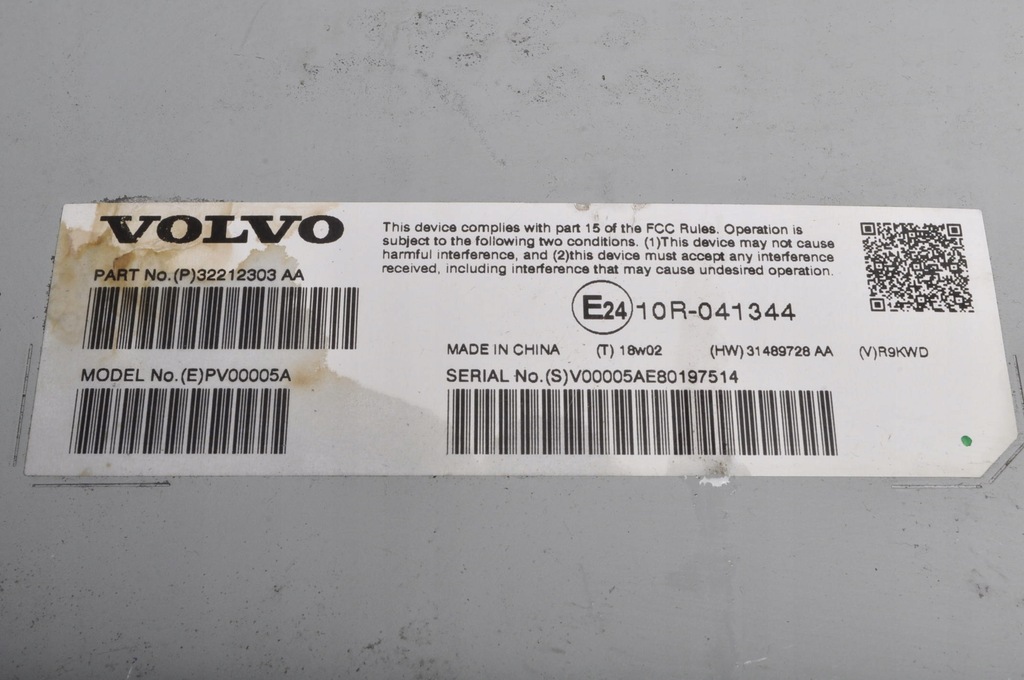 VOLVO
This device complies with part 15 of the FCC Rules. Operation is
subject to the following two conditions. (1)This device may not cause
harmful interference, and (2)this device must accept any interference
received, including interference that may cause undesired operation.
PART No.(P)32212303 AA
E24 10R-041344
MADE IN CHINA (T) 18w02 (HW) 31489728 AA (V)R9KWD
MODEL No.(E)PV00005A
SERIAL No.(S)V00005AE80197514